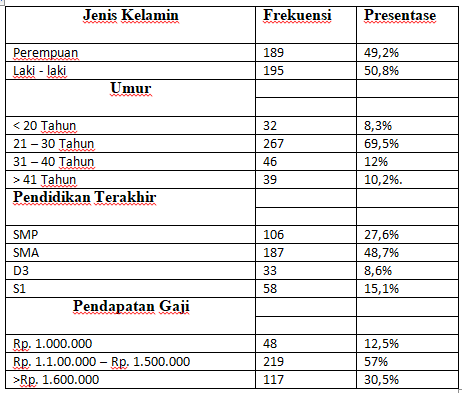 Jenis Kelamin Frekuensi Presentase
Perempuan 189 49,2%
Laki - laki 195 50,8%
Umur
< 20 Tahun 32 8,3%
21 – 30 Tahun 267 69,5%
31 – 40 Tahun 46 12%
> 41 Tahun 39 10,2%.
Pendidikan Terakhir
SMP 106 27,6%
SMA 187 48,7%
D3 33 8,6%
S1 58 15,1%
Pendapatan Gaji
Rp. 1.000.000 48 12,5%
Rp. 1.1.00.000 – Rp. 1.500.000 219 57%
>Rp. 1.600.000 117 30,5%